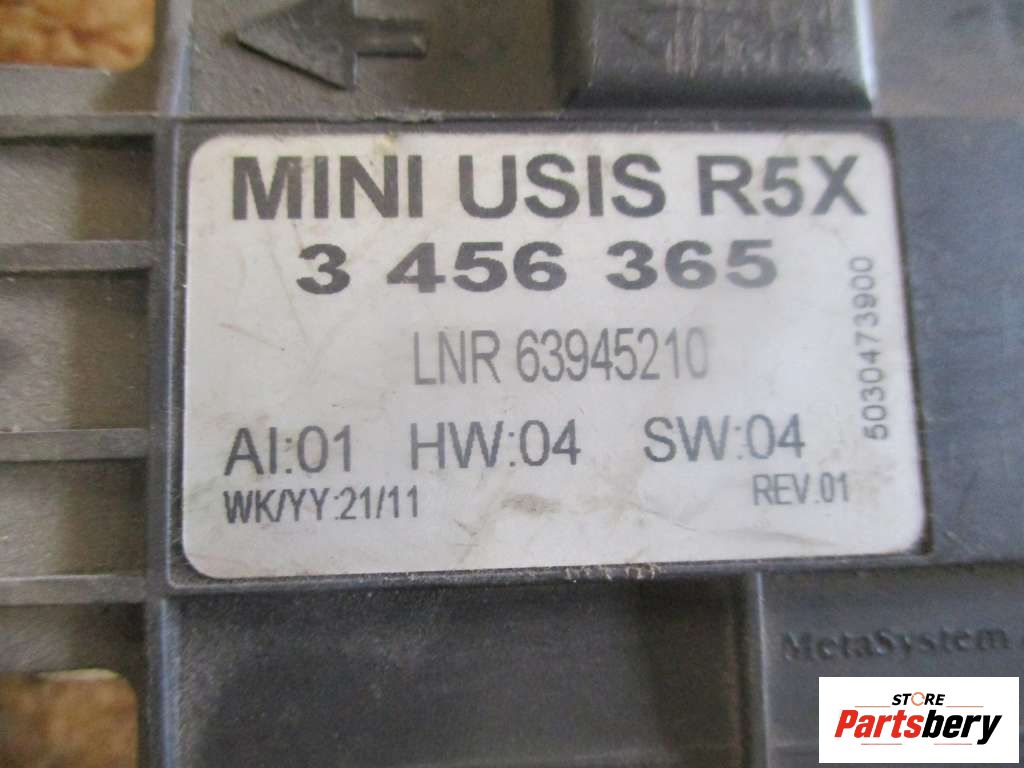 MINI USIS R5X
3 456 365
LNR 63945210
5030473900
AI:01 HW:04 SW:04
WK/YY:21/11 REV.01
MetaSystem
STORE
Partsbery